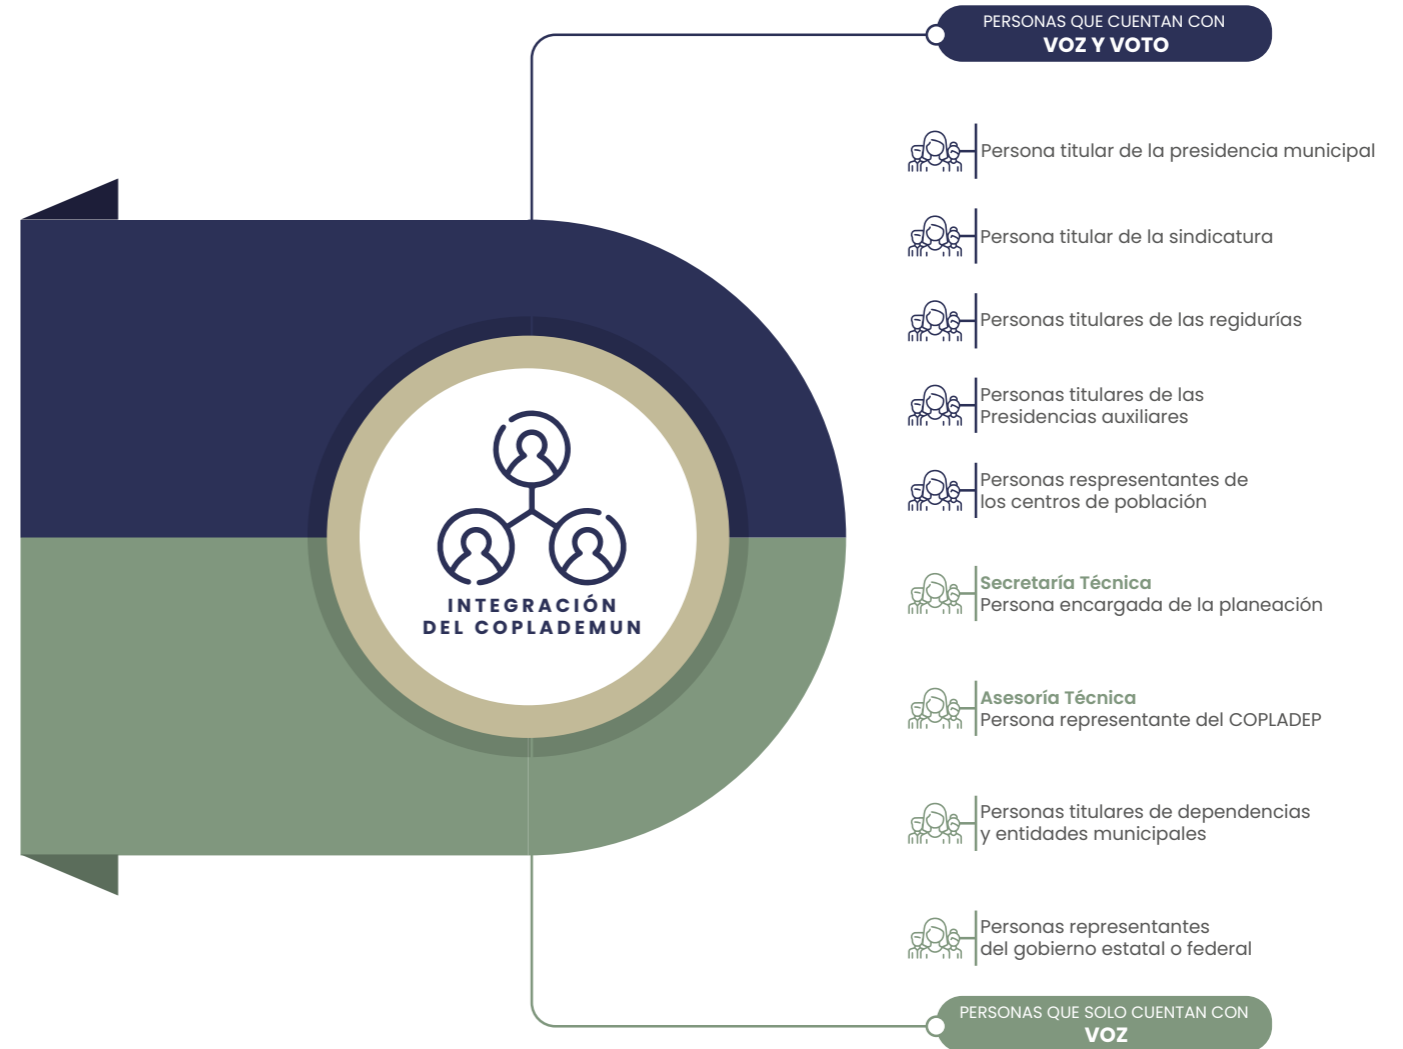 PERSONAS QUE CUENTAN CON
VOZ Y VOTO
Persona titular de la presidencia municipal
Persona titular de la sindicatura
Personas titulares de las regidurías
Personas titulares de las
Presidencias auxiliares
Personas respresentantes de
los centros de población
INTEGRACIÓN
DEL COPLADEMUN
Secretaría Técnica
Persona encargada de la planeación
Asesoría Técnica
Persona representante del COPLADEP
Personas titulares de dependencias
y entidades municipales
Personas representantes
del gobierno estatal o federal
PERSONAS QUE SOLO CUENTAN CON
VOZ